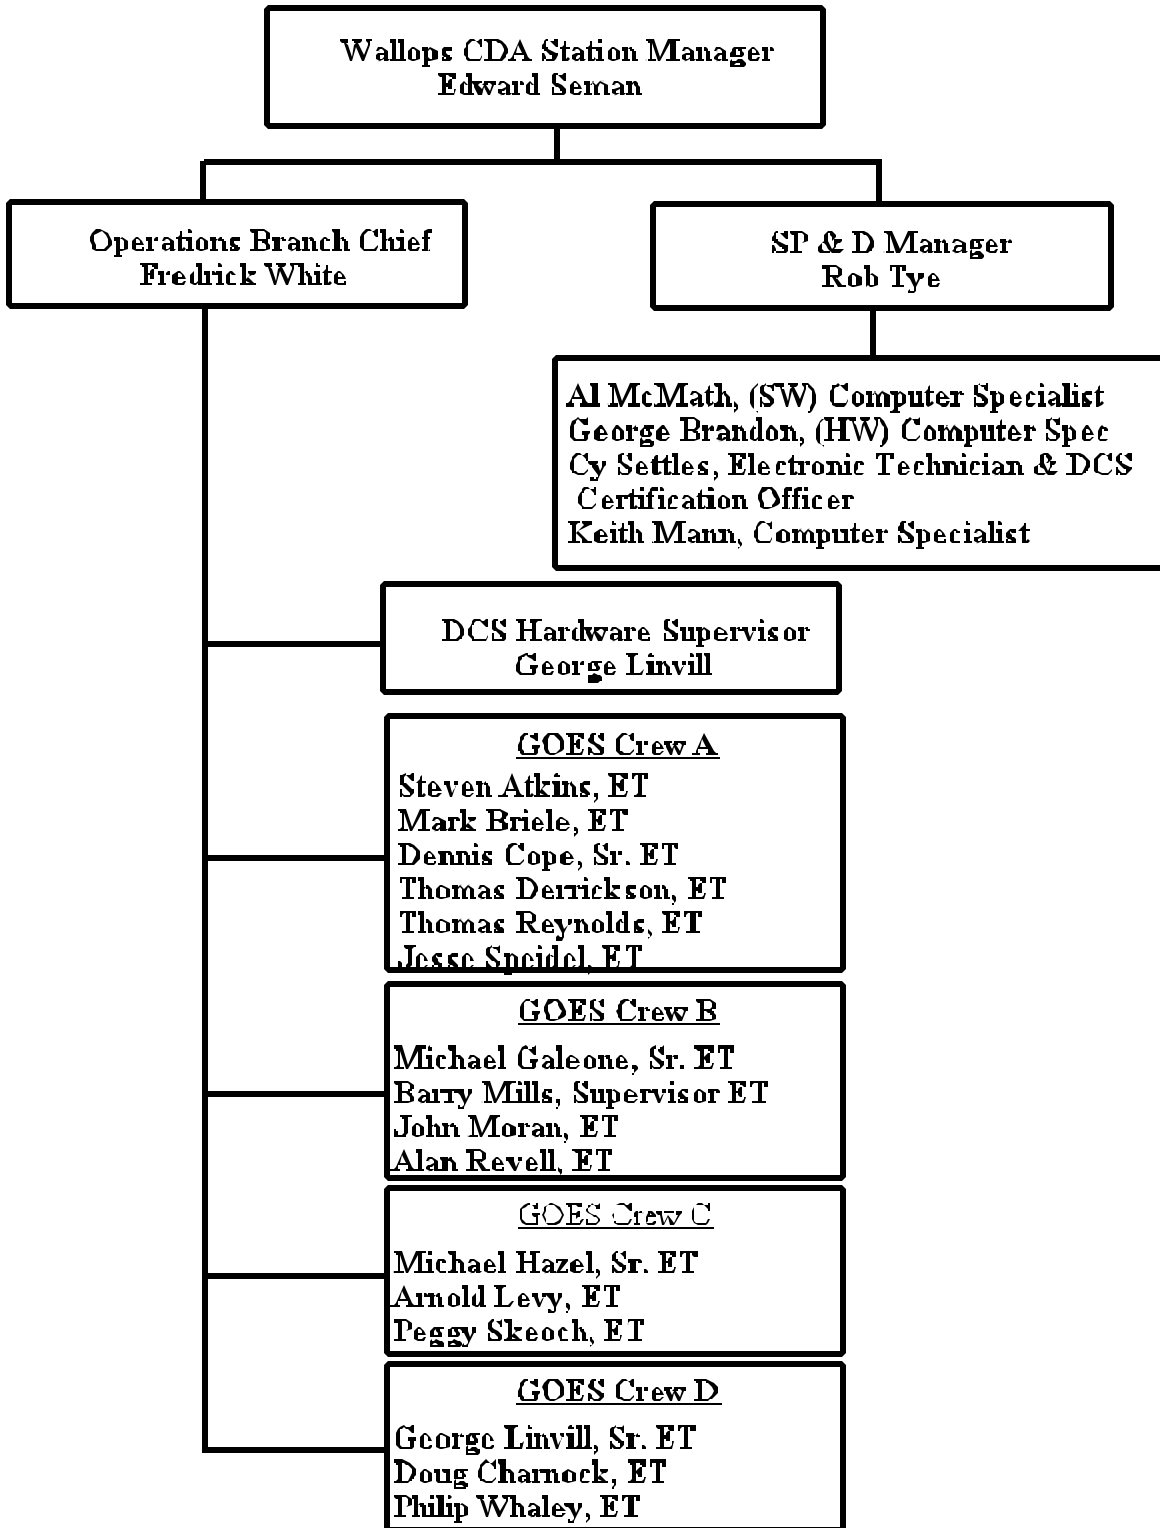 Wallops CDA Station Manager
Edward Seman
Operations Branch Chief
Fredrick White
SP & D Manager
Rob Tye
Al McMath, (SW) Computer Specialist
George Brandon, (HW) Computer Spec
Cy Settles, Electronic Technician & DCS
Certification Officer
Keith Mann, Computer Specialist
DCS Hardware Supervisor
George Linvill
GOES Crew A
Steven Atkins, ET
Mark Briele, ET
Dennis Cope, Sr. ET
Thomas Derrickson, ET
Thomas Reynolds, ET
Jesse Speidel, ET
GOES Crew B
Michael Galeone, Sr. ET
Barry Mills, Supervisor ET
John Moran, ET
Alan Revell, ET
GOES Crew C
Michael Hazel, Sr. ET
Arnold Levy, ET
Peggy Skeoch, ET
GOES Crew D
George Linvill, Sr. ET
Doug Charnock, ET
Philip Whaley, ET